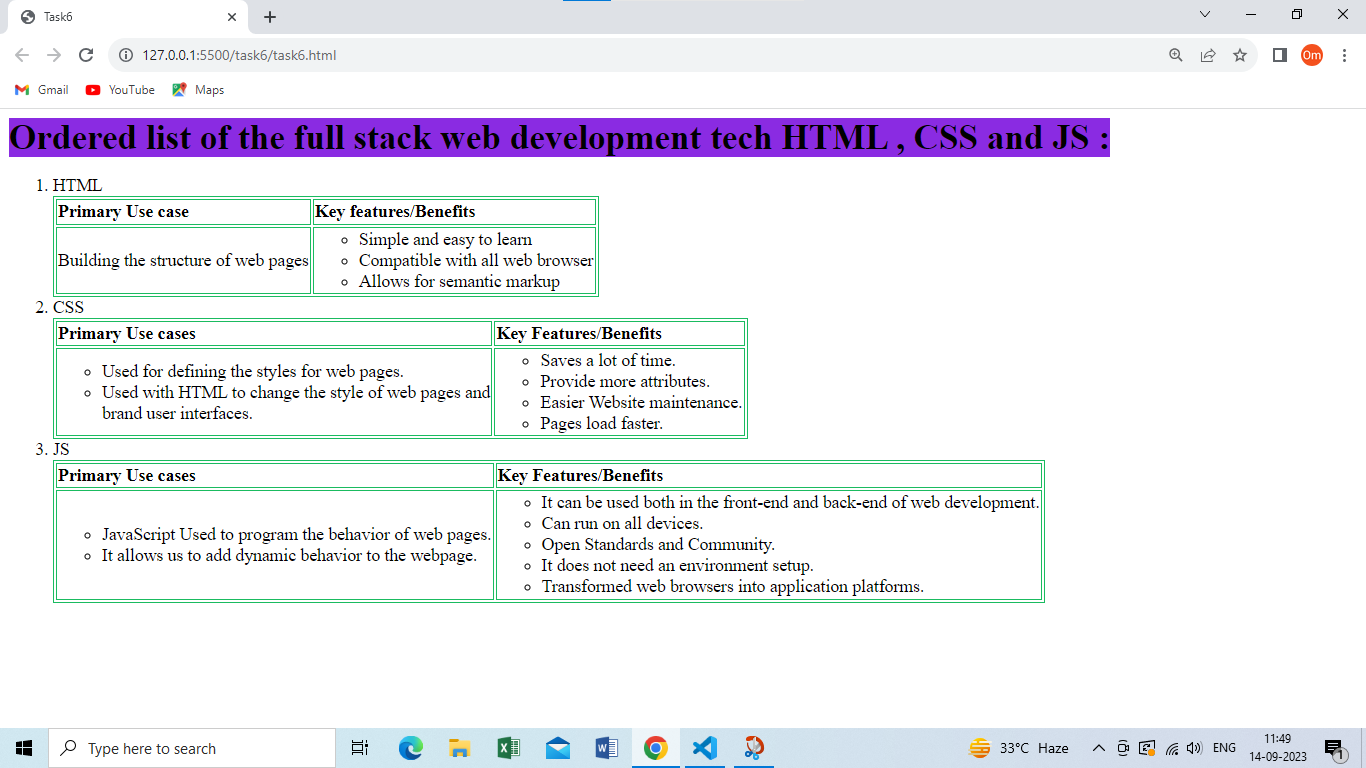 Task6
127.0.0.1:5500/task6/task6.html
Om
Gmail YouTube Maps
Ordered list of the full stack web development tech HTML , CSS and JS :
1. HTML
Primary Use case Key features/Benefits
Building the structure of web pages
Simple and easy to learn
Compatible with all web browser
Allows for semantic markup
2. CSS
Primary Use cases Key Features/Benefits
Used for defining the styles for web pages.
Used with HTML to change the style of web pages and
brand user interfaces.
Saves a lot of time.
Provide more attributes.
Easier Website maintenance.
Pages load faster.
3. JS
Primary Use cases Key Features/Benefits
JavaScript Used to program the behavior of web pages.
It allows us to add dynamic behavior to the webpage.
It can be used both in the front-end and back-end of web development.
Can run on all devices.
Open Standards and Community.
It does not need an environment setup.
Transformed web browsers into application platforms.
Type here to search
33°C Haze
ENG
11:49
14-09-2023
1